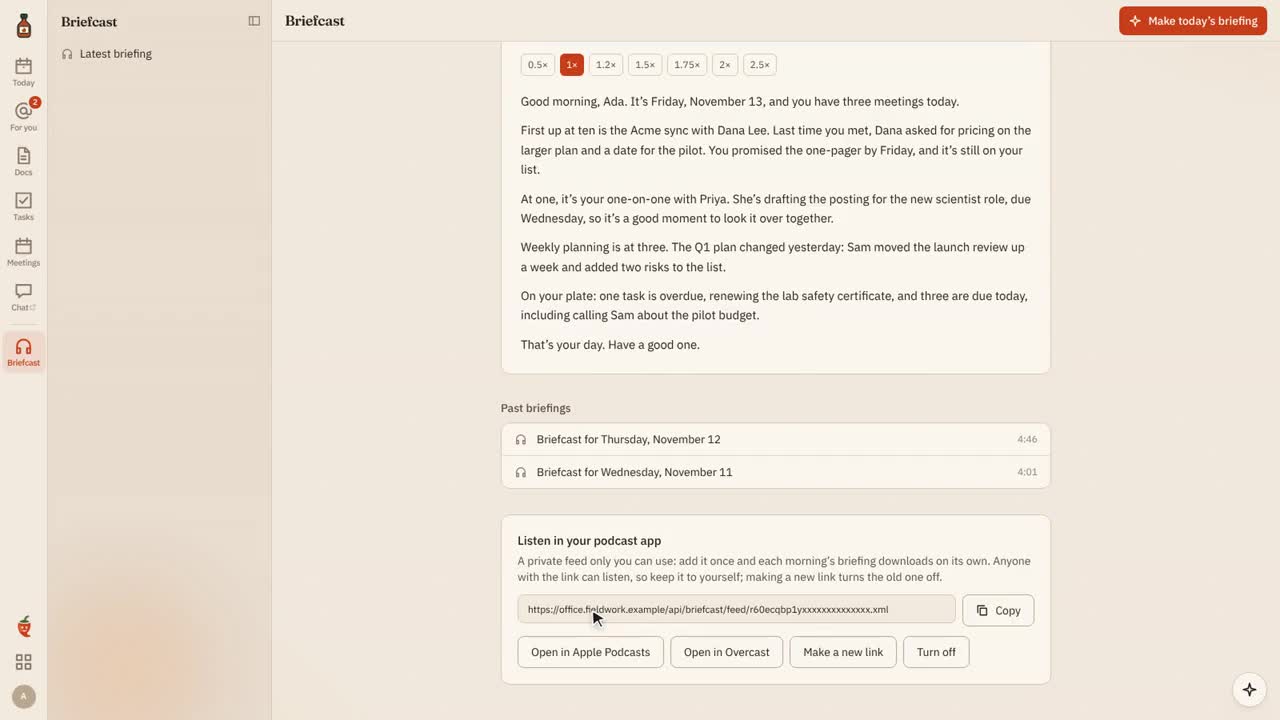 Briefcast
Latest briefing
Today
2
For you
Docs
Tasks
Meetings
Chat
Briefcast
A
Briefcast
Make today's briefing
0.5×
1×
1.2×
1.5×
1.75×
2×
2.5×
Good morning, Ada. It's Friday, November 13, and you have three meetings today.
First up at ten is the Acme sync with Dana Lee. Last time you met, Dana asked for pricing on the
larger plan and a date for the pilot. You promised the one-pager by Friday, and it's still on your
list.
At one, it's your one-on-one with Priya. She's drafting the posting for the new scientist role, due
Wednesday, so it's a good moment to look it over together.
Weekly planning is at three. The Q1 plan changed yesterday: Sam moved the launch review up
a week and added two risks to the list.
On your plate: one task is overdue, renewing the lab safety certificate, and three are due today,
including calling Sam about the pilot budget.
That's your day. Have a good one.
Past briefings
Briefcast for Thursday, November 12 4:46
Briefcast for Wednesday, November 11 4:01
Listen in your podcast app
A private feed only you can use: add it once and each morning's briefing downloads on its own. Anyone
with the link can listen, so keep it to yourself; making a new link turns the old one off.
https://office.fieldwork.example/api/briefcast/feed/r60ecqbp1yxxxxxxxxxxxxxx.xml
Copy
Open in Apple Podcasts
Open in Overcast
Make a new link
Turn off